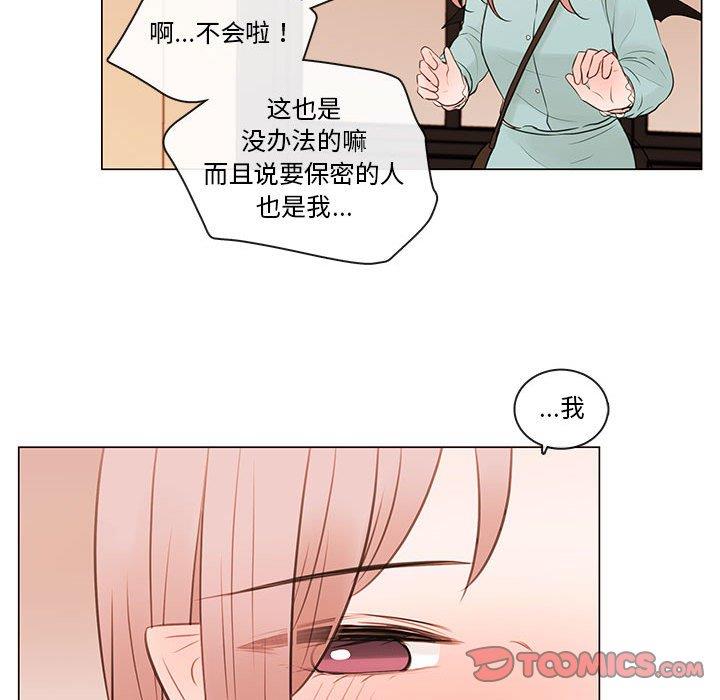 啊...不会啦！
这也是
没办法的嘛
而且说要保密的人
也是我...
...我
TOOMICS.COM